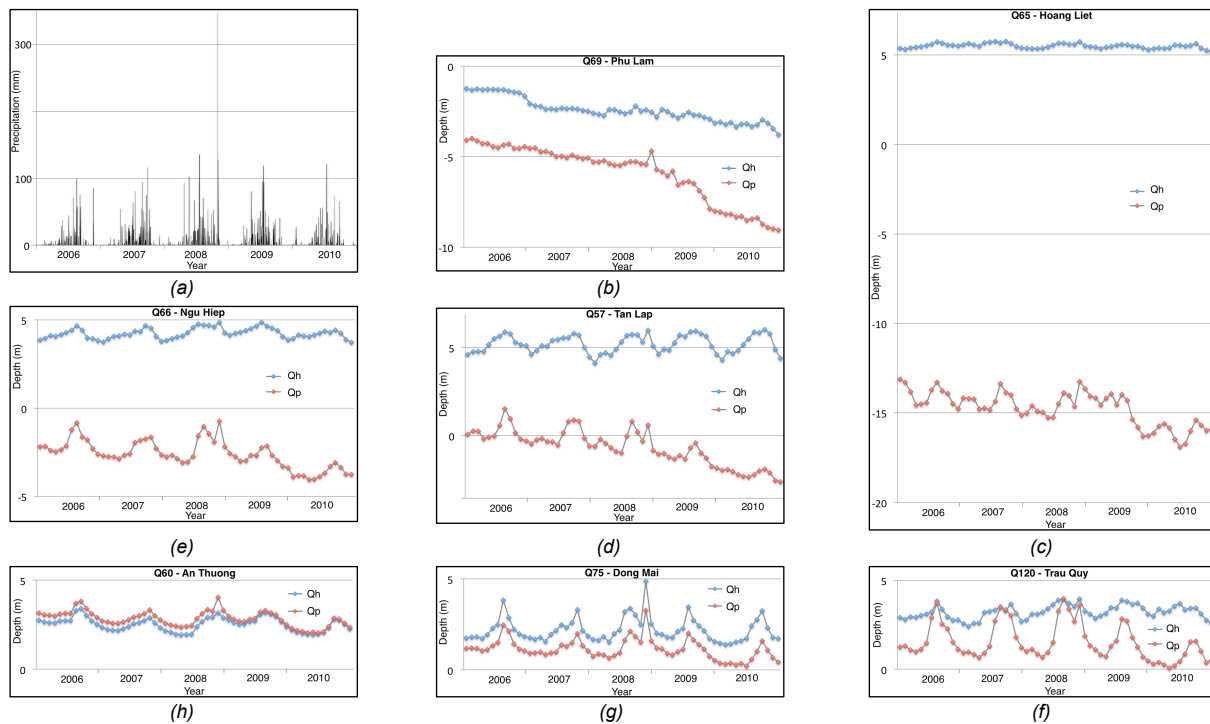 300
100
0
Precipitation (mm)
2006 2007 2008 2009 2010
Year
(a)
Q69 - Phu Lam
0
-5
-10
Depth (m)
Qh
Qp
2006 2007 2008 2009 2010
Year
(b)
Q65 - Hoang Liet
5
0
-5
-10
-15
-20
Depth (m)
Qh
Qp
2006 2007 2008 2009 2010
Year
(c)
Q66 - Ngu Hiep
5
0
-5
Depth (m)
Qh
Qp
2006 2007 2008 2009 2010
Year
(e)
Q57 - Tan Lap
5
0
Depth (m)
Qh
Qp
2006 2007 2008 2009 2010
Year
(d)
Q60 - An Thuong
5
0
Depth (m)
Qh
Qp
2006 2007 2008 2009 2010
Year
(h)
Q75 - Dong Mai
5
0
Depth (m)
Qh
Qp
2006 2007 2008 2009 2010
Year
(g)
Q120 - Trau Quy
5
0
Depth (m)
Qh
Qp
2006 2007 2008 2009 2010
Year
(f)